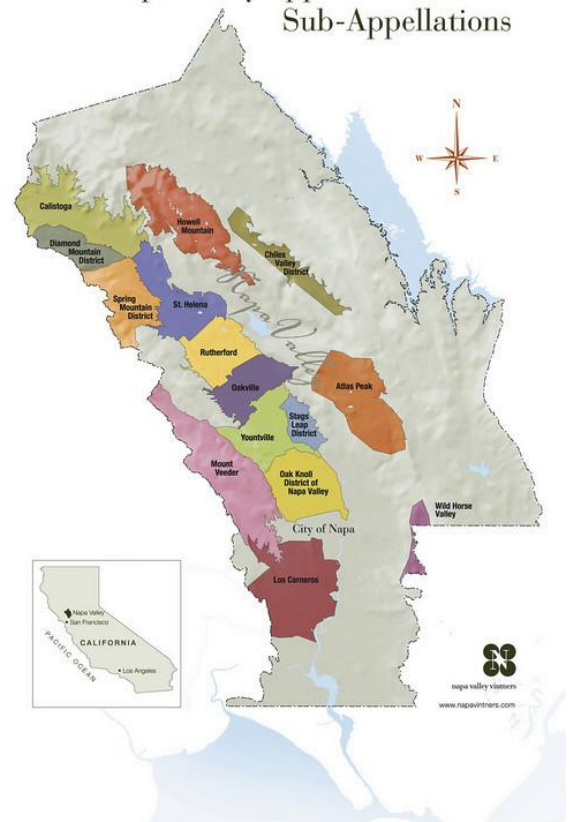 Sub-Appellations
N
W
E
S
Calistoga
Howell
Mountain
Diamond
Mountain
District
Chiles
Valley
District
Spring
Mountain
District
St. Helena
Napa Valley
Rutherford
Oakville
Atlas Peak
Stags
Leap
District
Yountville
Mount
Veeder
Oak Knoll
District of
Napa Valley
Wild Horse
Valley
City of Napa
Los Carneros
Napa Valley
San Francisco
CALIFORNIA
PACIFIC OCEAN
Los Angeles
napa valley vintners
www.napavintners.com